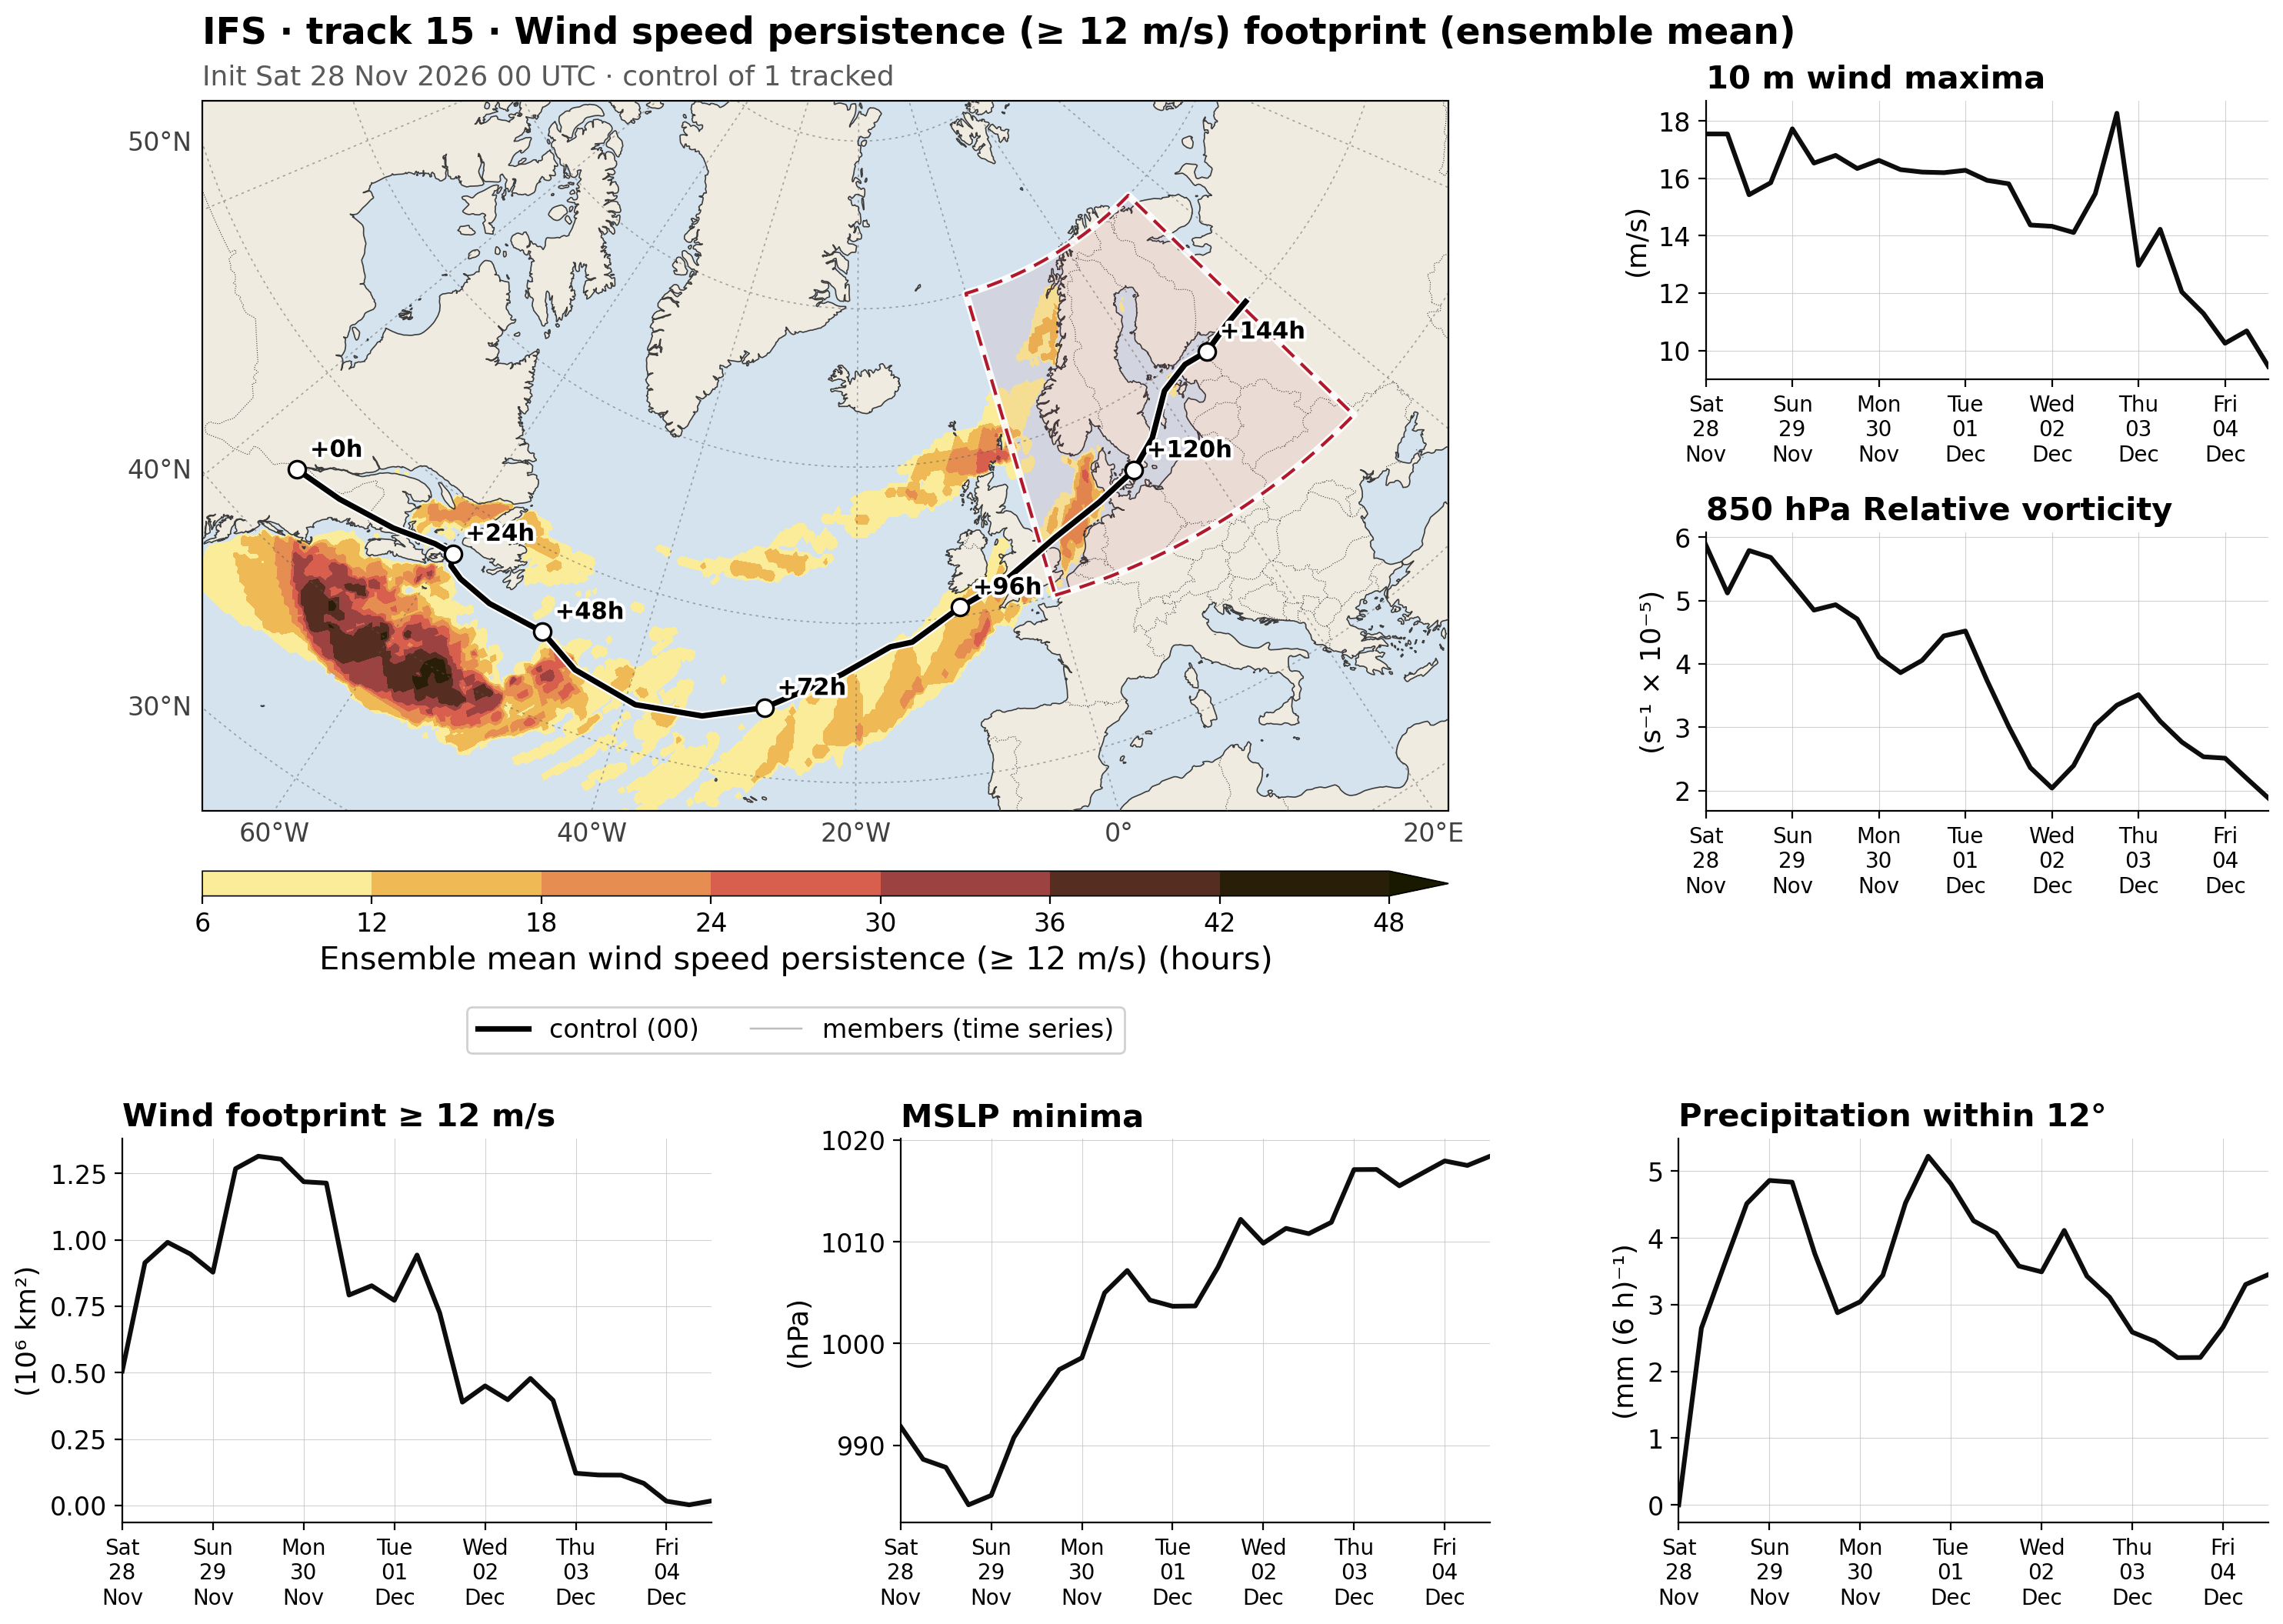 IFS · track 15 · Wind speed persistence (≥ 12 m/s) footprint (ensemble mean)
Init Sat 28 Nov 2026 00 UTC · control of 1 tracked
50°N
40°N
30°N
60°W 40°W 20°W 0° 20°E
+0h
+24h
+48h
+72h
+96h
+120h
+144h
6 12 18 24 30 36 42 48
Ensemble mean wind speed persistence (≥ 12 m/s) (hours)
control (00) members (time series)
10 m wind maxima
(m/s)
18
16
14
12
10
Sat Sun Mon Tue Wed Thu Fri
28 29 30 01 02 03 04
Nov Nov Nov Dec Dec Dec Dec
850 hPa Relative vorticity
(s⁻¹ × 10⁻⁵)
6
5
4
3
2
Sat Sun Mon Tue Wed Thu Fri
28 29 30 01 02 03 04
Nov Nov Nov Dec Dec Dec Dec
Wind footprint ≥ 12 m/s
(10⁶ km²)
1.25
1.00
0.75
0.50
0.25
0.00
Sat Sun Mon Tue Wed Thu Fri
28 29 30 01 02 03 04
Nov Nov Nov Dec Dec Dec Dec
MSLP minima
(hPa)
1020
1010
1000
990
Sat Sun Mon Tue Wed Thu Fri
28 29 30 01 02 03 04
Nov Nov Nov Dec Dec Dec Dec
Precipitation within 12°
(mm (6 h)⁻¹)
5
4
3
2
1
0
Sat Sun Mon Tue Wed Thu Fri
28 29 30 01 02 03 04
Nov Nov Nov Dec Dec Dec Dec